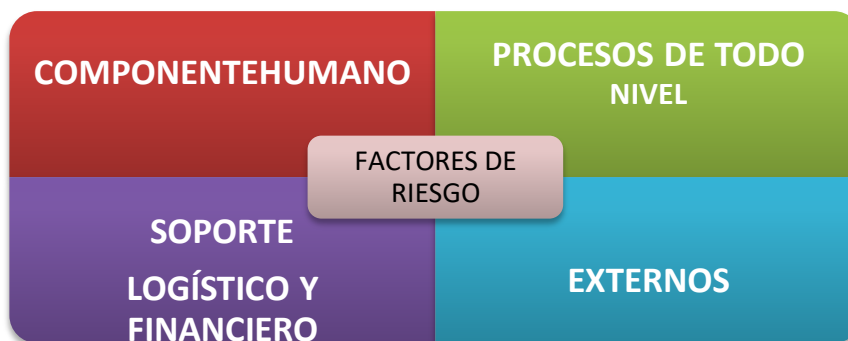 COMPONENTEHUMANO
PROCESOS DE TODO
NIVEL
FACTORES DE
RIESGO
SOPORTE
LOGÍSTICO Y
FINANCIERO
EXTERNOS